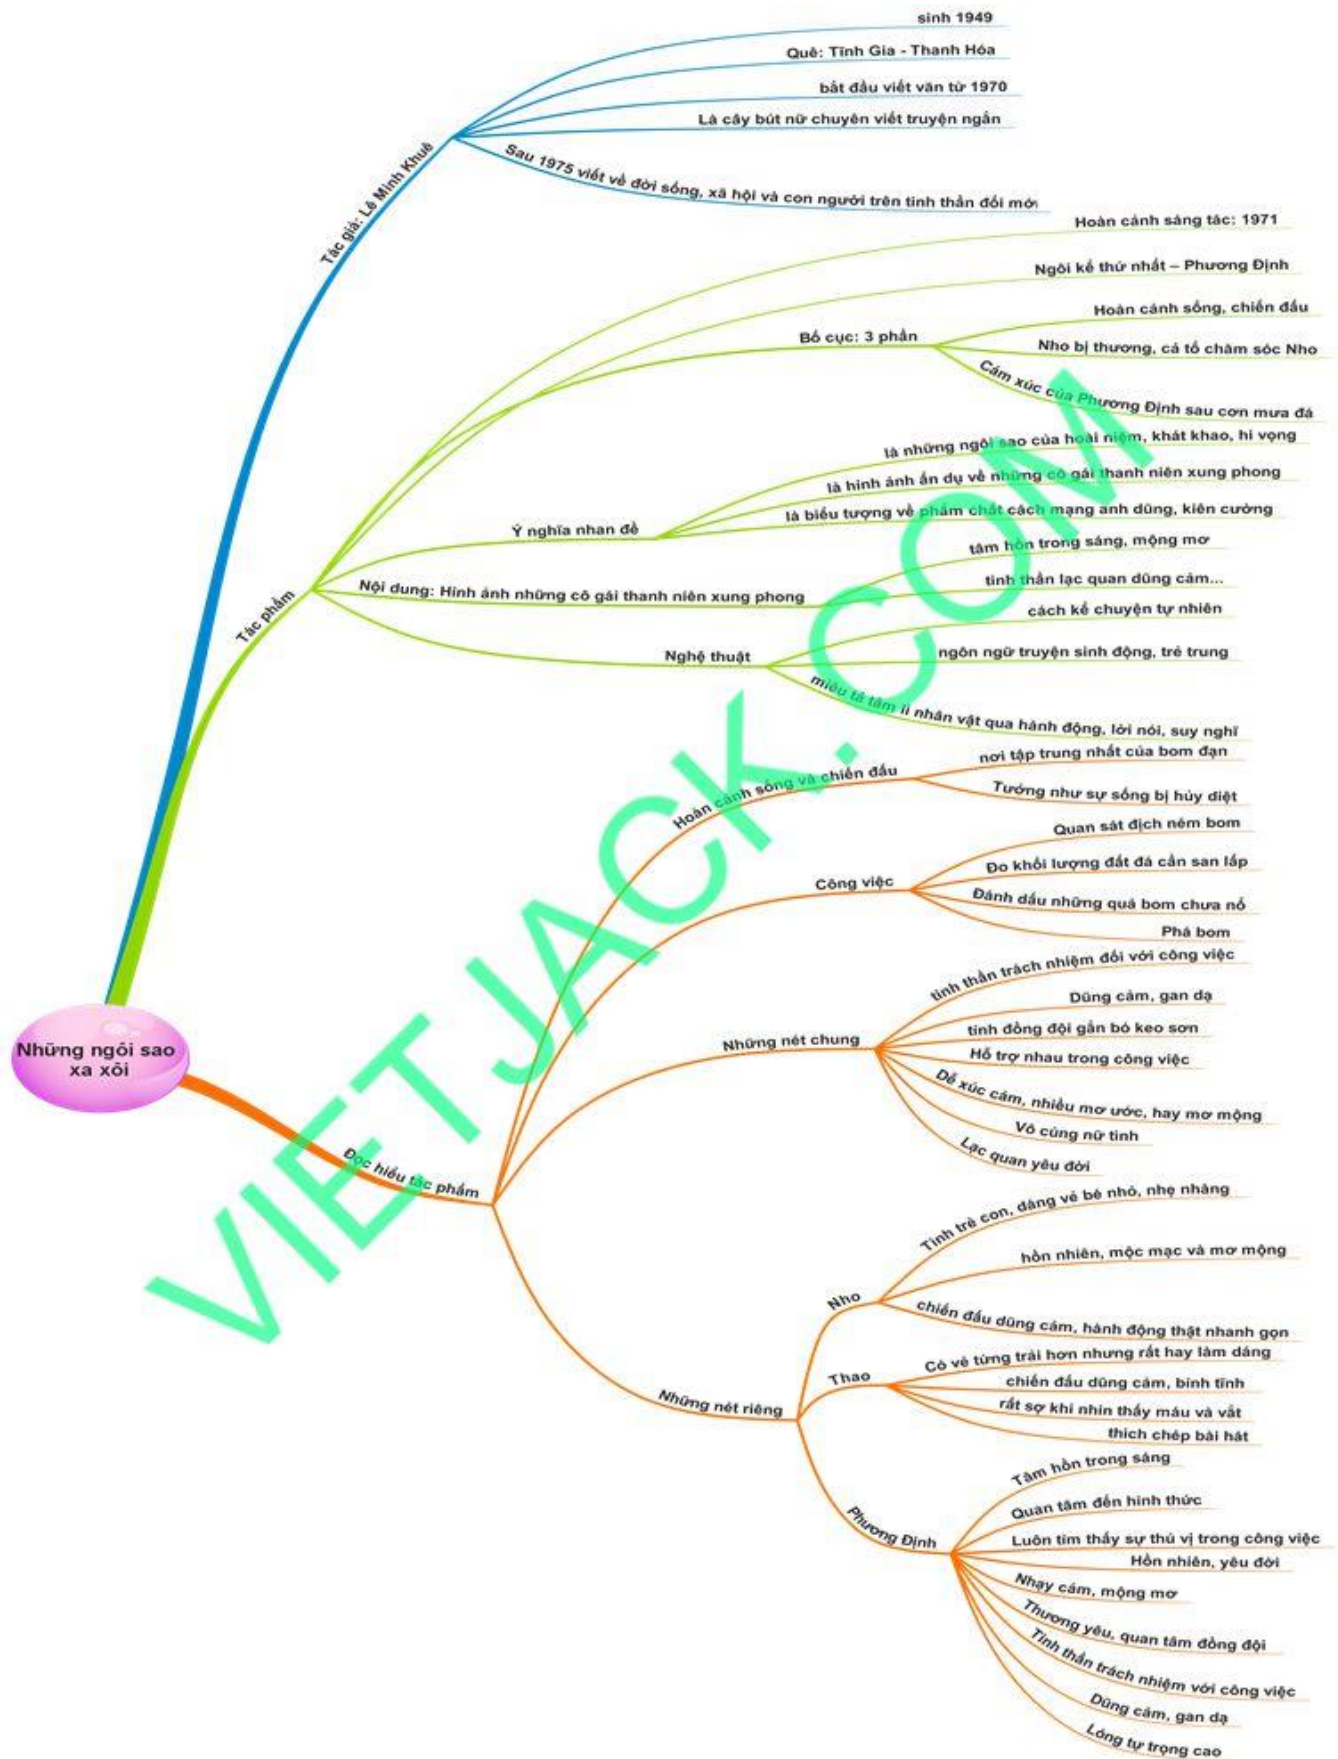 Những ngôi sao
xa xôi
Tác giả: Lê Minh Khuê
sinh 1949
Quê: Tĩnh Gia - Thanh Hóa
bắt đầu viết văn từ 1970
Là cây bút nữ chuyên viết truyện ngắn
Sau 1975 viết về đời sống, xã hội và con người trên tinh thần đổi mới
Tác phẩm
Hoàn cảnh sáng tác: 1971
Ngôi kể thứ nhất – Phương Định
Bố cục: 3 phần
Hoàn cảnh sống, chiến đấu
Nho bị thương, cả tổ chăm sóc Nho
Cảm xúc của Phương Định sau cơn mưa đá
Ý nghĩa nhan đề
là những ngôi sao của hoài niệm, khát khao, hi vọng
là hình ảnh ẩn dụ về những cô gái thanh niên xung phong
là biểu tượng về phẩm chất cách mạng anh dũng, kiên cường
Nội dung: Hình ảnh những cô gái thanh niên xung phong
tâm hồn trong sáng, mộng mơ
tinh thần lạc quan dũng cảm...
Nghệ thuật
cách kể chuyện tự nhiên
ngôn ngữ truyện sinh động, trẻ trung
miêu tả tâm lí nhân vật qua hành động, lời nói, suy nghĩ
Đọc hiểu tác phẩm
Hoàn cảnh sống và chiến đấu
nơi tập trung nhất của bom đạn
Tưởng như sự sống bị hủy diệt
Công việc
Quan sát địch ném bom
Đo khối lượng đất đá cần san lấp
Đánh dấu những quả bom chưa nổ
Phá bom
Những nét chung
tinh thần trách nhiệm đối với công việc
Dũng cảm, gan dạ
tình đồng đội gắn bó keo sơn
Hỗ trợ nhau trong công việc
Dễ xúc cảm, nhiều mơ ước, hay mơ mộng
Vô cùng nữ tính
Lạc quan yêu đời
Những nét riêng
Nho
Tính trẻ con, dáng vẻ bé nhỏ, nhẹ nhàng
hồn nhiên, mộc mạc và mơ mộng
chiến đấu dũng cảm, hành động thật nhanh gọn
Thao
Có vẻ từng trải hơn nhưng rất hay làm dáng
chiến đấu dũng cảm, bình tĩnh
rất sợ khi nhìn thấy máu và vắt
thích chép bài hát
Phương Định
Tâm hồn trong sáng
Quan tâm đến hình thức
Luôn tìm thấy sự thú vị trong công việc
Hồn nhiên, yêu đời
Nhạy cảm, mộng mơ
Thương yêu, quan tâm đồng đội
Tinh thần trách nhiệm với công việc
Dũng cảm, gan dạ
Lòng tự trọng cao
VIETJACK.COM